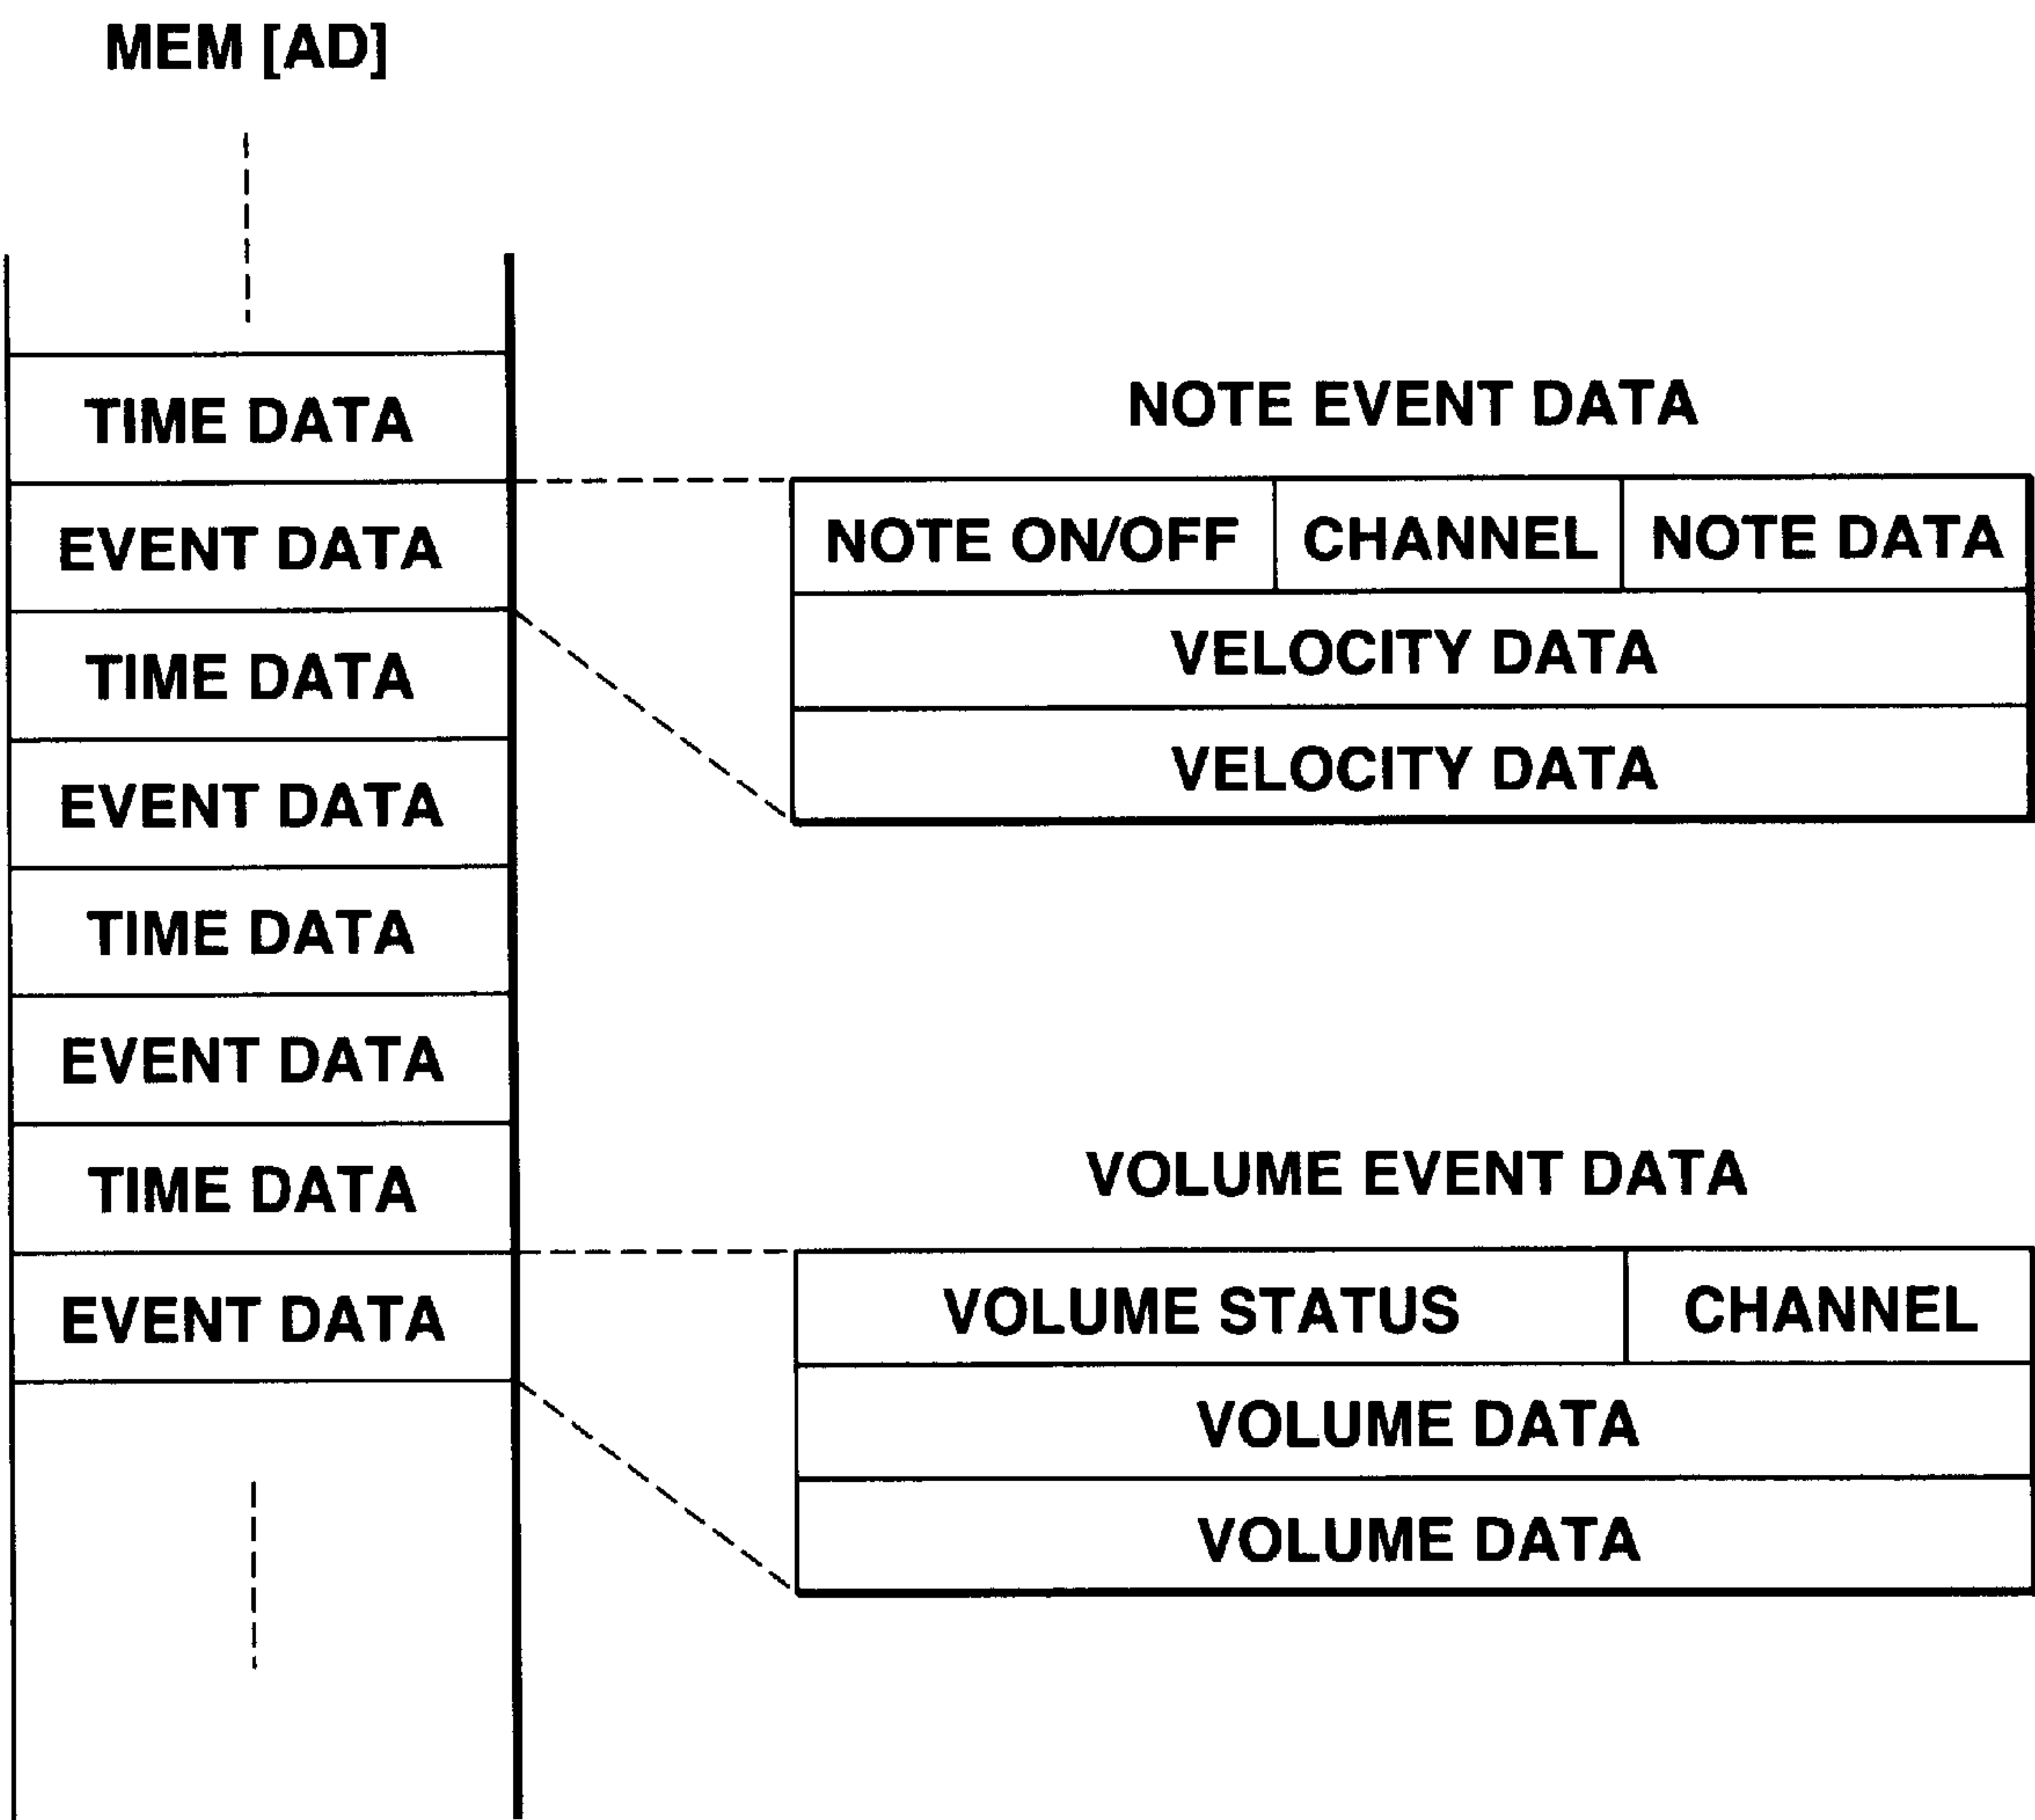 MEM [AD]
TIME DATA
EVENT DATA
TIME DATA
EVENT DATA
TIME DATA
EVENT DATA
TIME DATA
EVENT DATA
NOTE EVENT DATA
NOTE ON/OFF CHANNEL NOTE DATA
VELOCITY DATA
VELOCITY DATA
VOLUME EVENT DATA
VOLUME STATUS CHANNEL
VOLUME DATA
VOLUME DATA